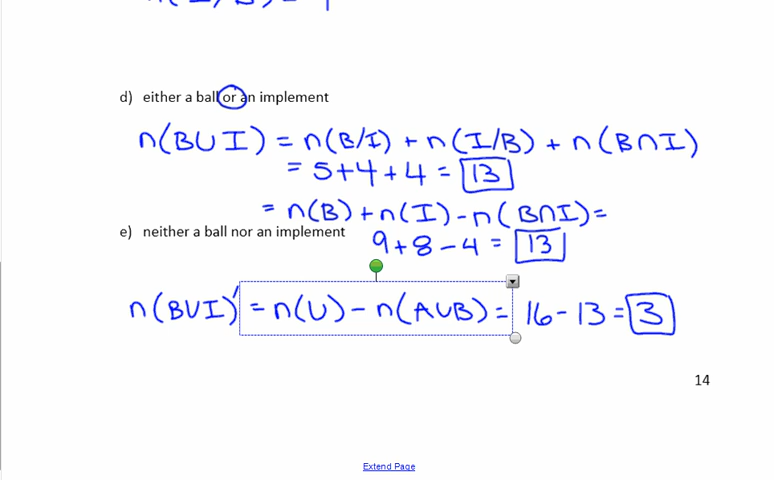 d) either a ball or an implement
n(B∪I) = n(B/I) + n(I/B) + n(B∩I)
= 5+4+4 = 13
= n(B) + n(I) - n(B∩I) =
e) neither a ball nor an implement
9+8-4 = 13
n(B∪I)' = n(U) - n(A∪B) = 16-13 = 3
14
Extend Page